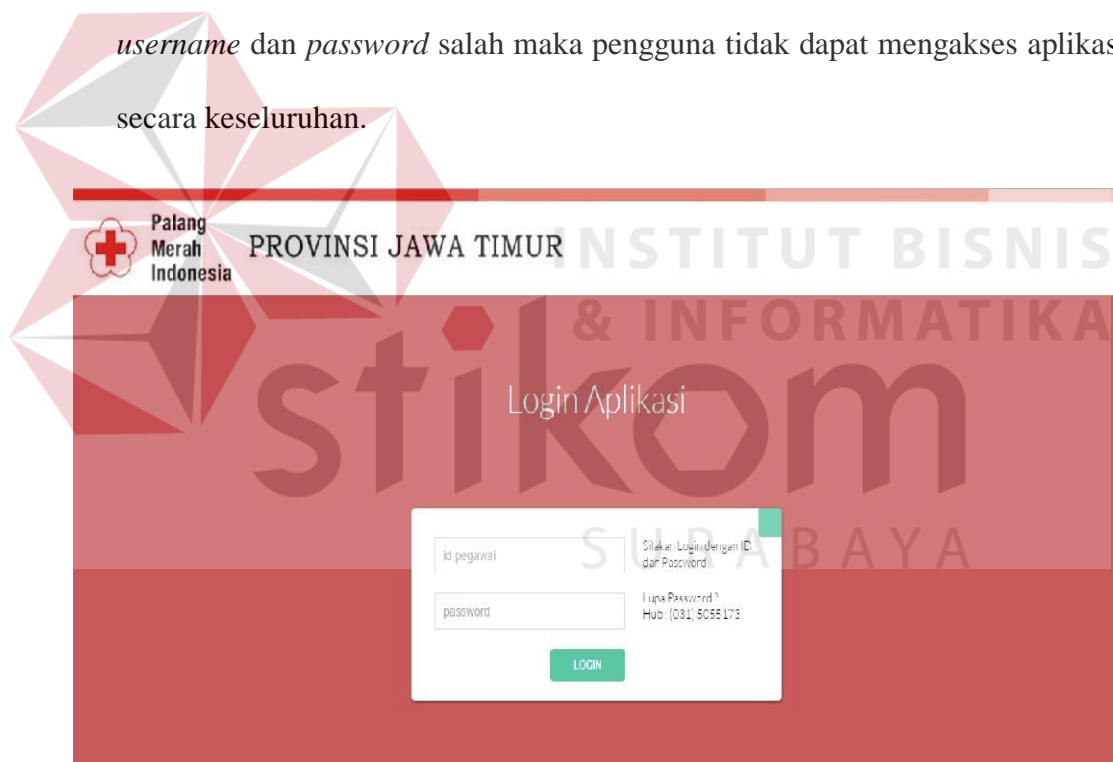 username dan password salah maka pengguna tidak dapat mengakses aplikasi
secara keseluruhan.
Palang
Merah
Indonesia
PROVINSI JAWA TIMUR
INSTITUT BISNIS
& INFORMATIKA
stikom
SURABAYA
Login Aplikasi
id pegawai
Silakan Login dengan ID
dan Password
password
Lupa Password ?
Hub : (031) 5055173
LOGIN